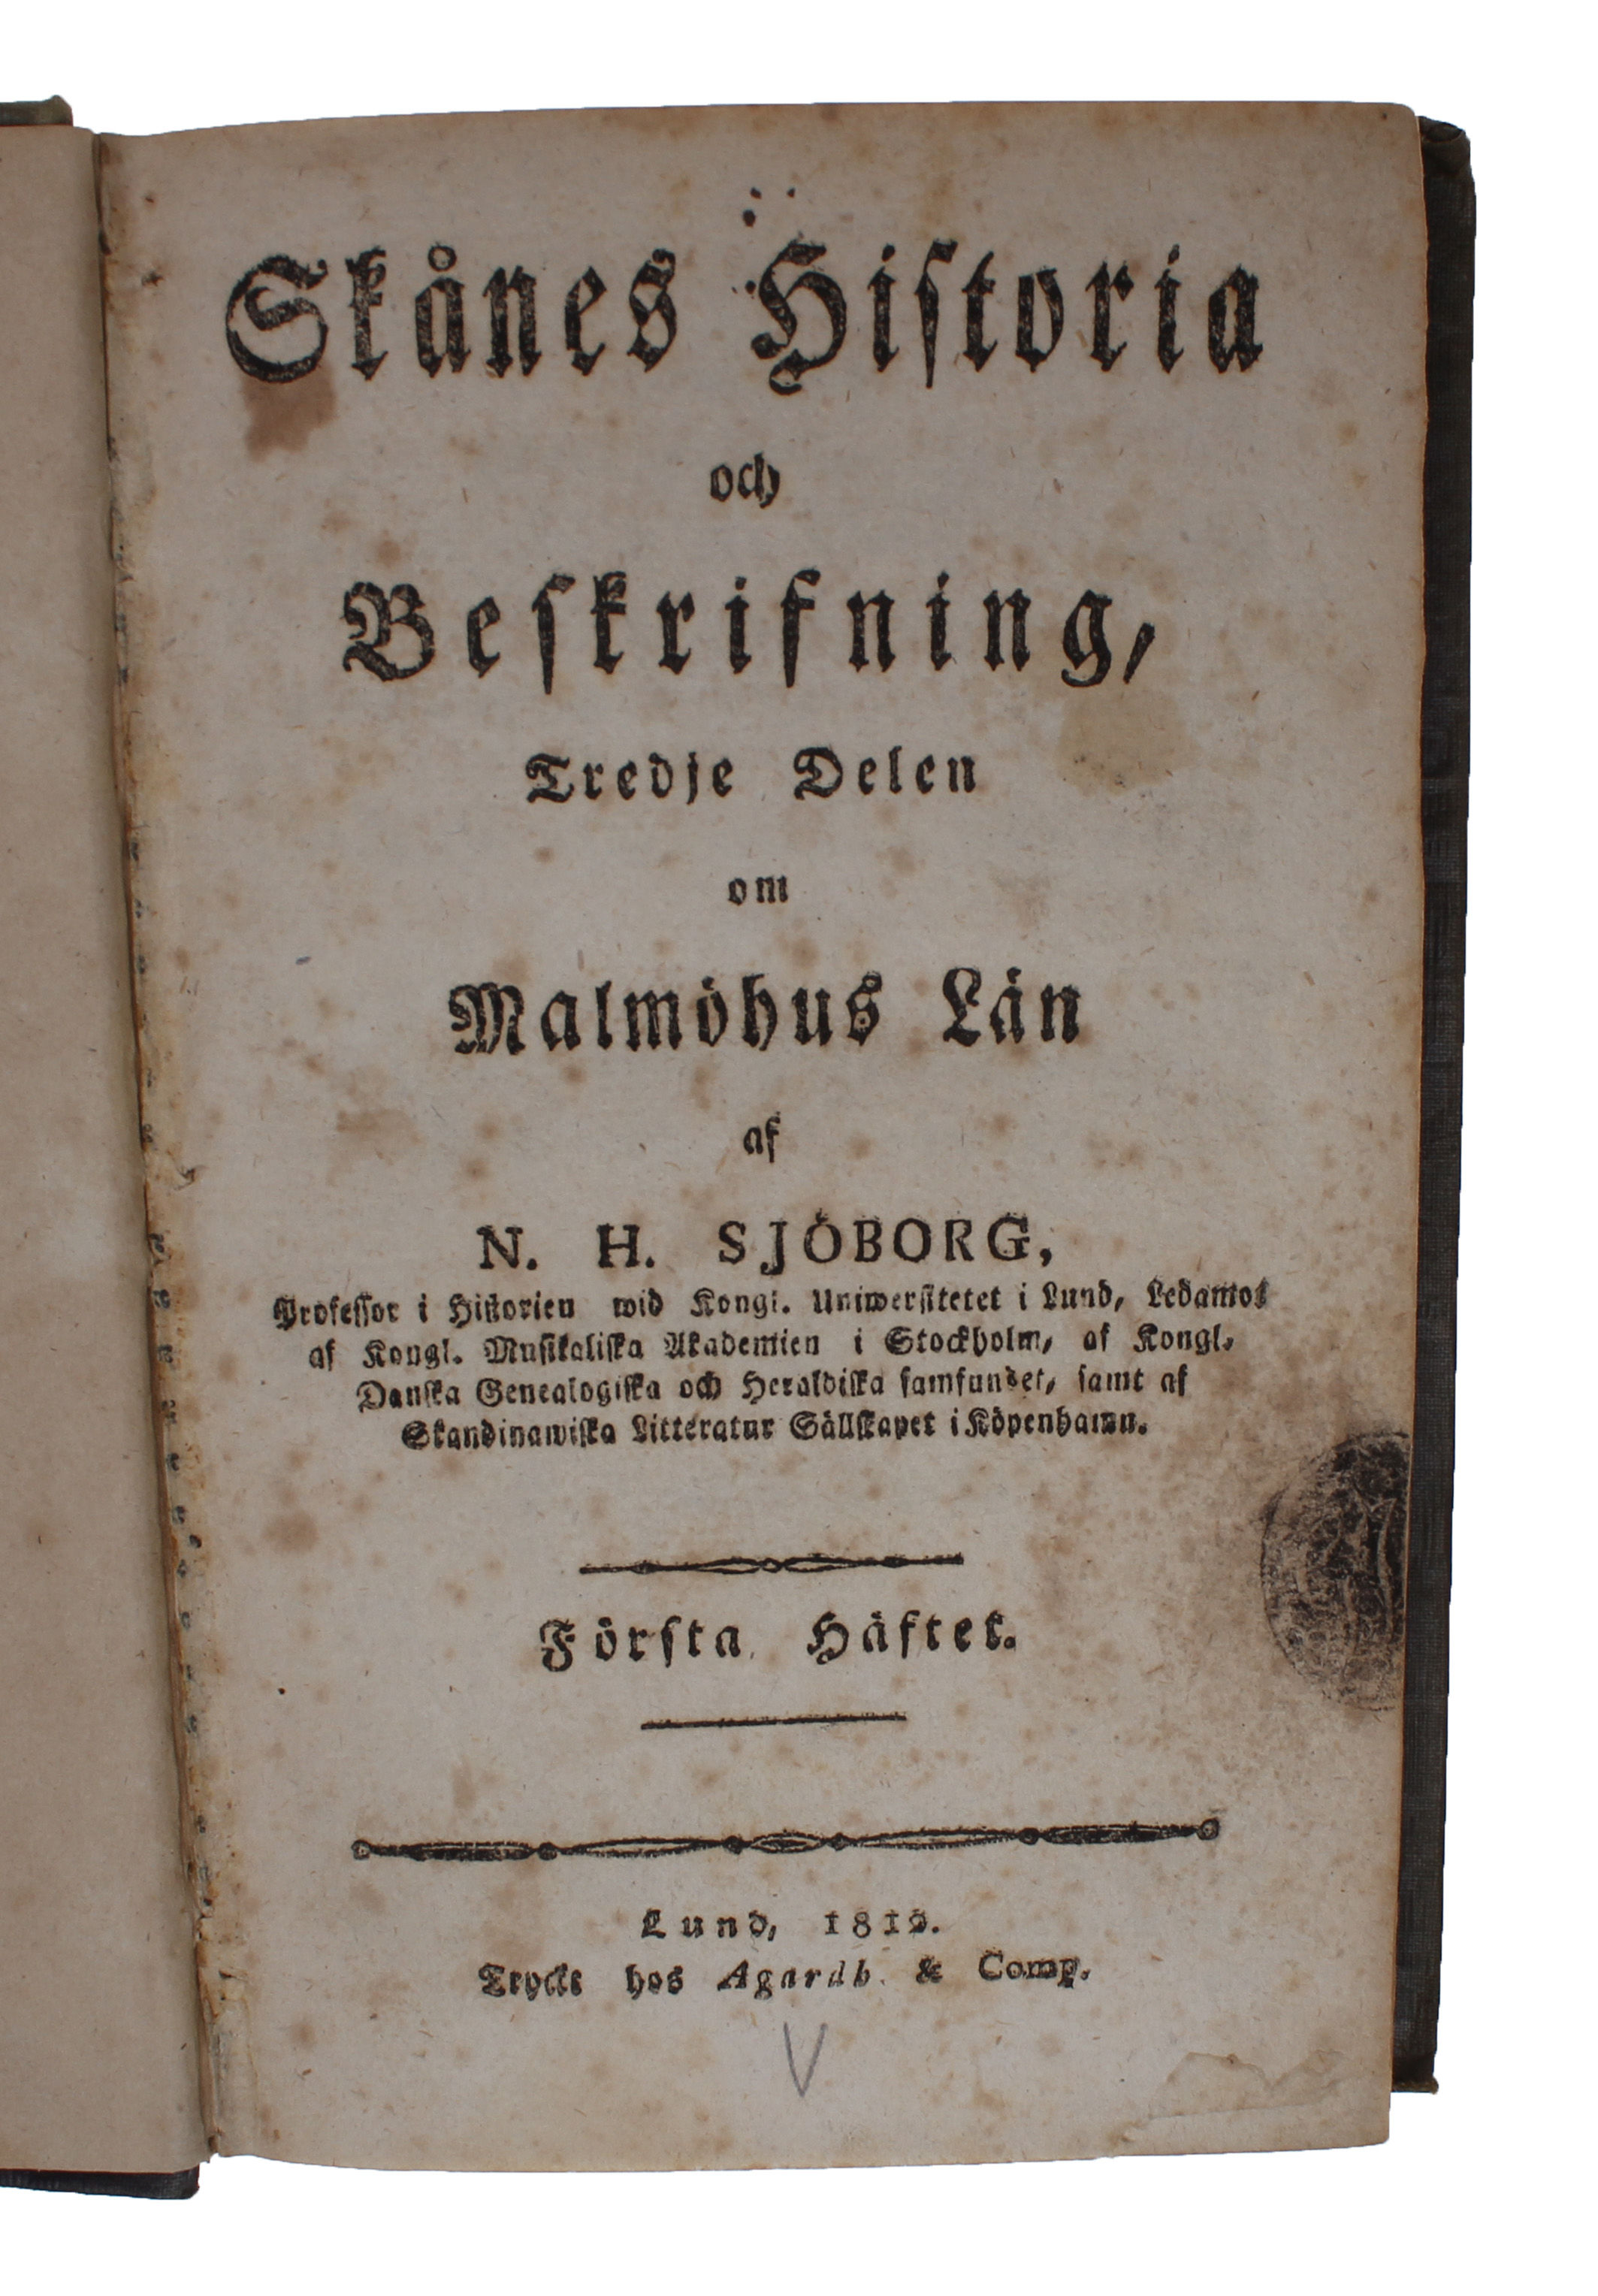 Skånes Historia
och
Beskrifning,
Tredje Delen
om
Malmöhus Län
af
N. H. SJÖBORG,
Professor i Historien wid Kongl. Uniwersitetet i Lund, Ledamot
af Kongl. Musikaliska Akademien i Stockholm, af Kongl.
Danska Genealogiska och Heraldiska samfundet, samt af
Skandinawiska Litteratur Sällskapet i Köpenhamn.
Första Häftet.
Lund,
Tryckt hos Agardh. & Comp.
V